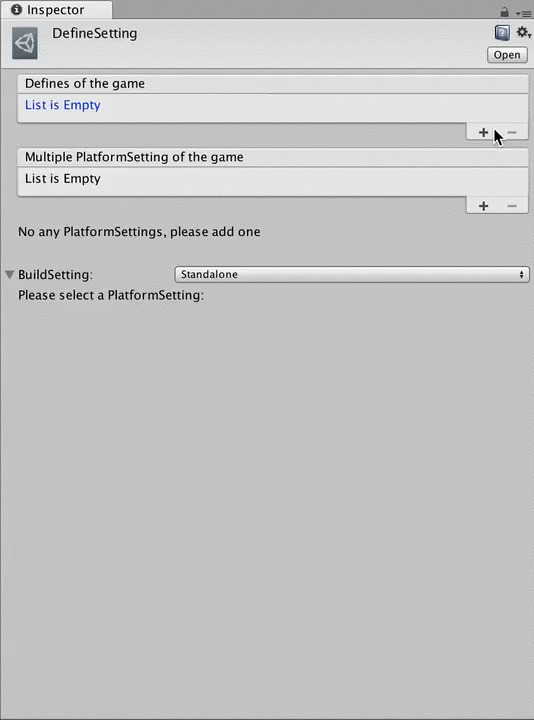 Inspector
DefineSetting
Open
Defines of the game
List is Empty
Multiple PlatformSetting of the game
List is Empty
No any PlatformSettings, please add one
BuildSetting: Standalone
Please select a PlatformSetting: